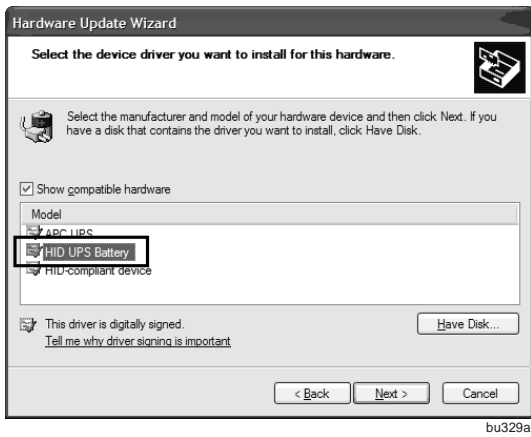 Hardware Update Wizard
Select the device driver you want to install for this hardware.
Select the manufacturer and model of your hardware device and then click Next. If you
have a disk that contains the driver you want to install, click Have Disk.
Show compatible hardware
Model
APC UPS
HID UPS Battery
HID-compliant device
This driver is digitally signed.
Have Disk...
Tell me why driver signing is important
< Back
Next >
Cancel
bu329a